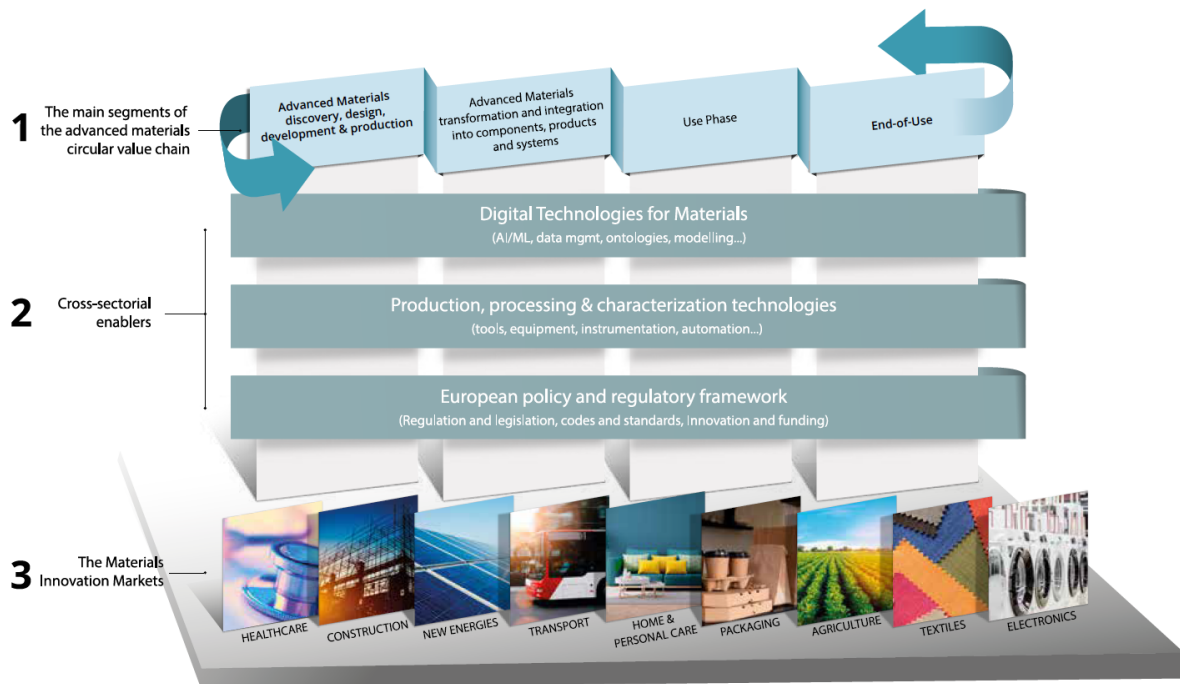 1
The main segments of
the advanced materials
circular value chain
Advanced Materials
discovery, design,
development & production
Advanced Materials
transformation and integration
into components, products
and systems
Use Phase
End-of-Use
2
Cross-sectorial
enablers
Digital Technologies for Materials
(AI/ML, data mgmt, ontologies, modelling...)
Production, processing & characterization technologies
(tools, equipment, instrumentation, automation...)
European policy and regulatory framework
(Regulation and legislation, codes and standards, Innovation and funding)
3
The Materials
Innovation Markets
HEALTHCARE
CONSTRUCTION
NEW ENERGIES
TRANSPORT
HOME &
PERSONAL CARE
PACKAGING
AGRICULTURE
TEXTILES
ELECTRONICS